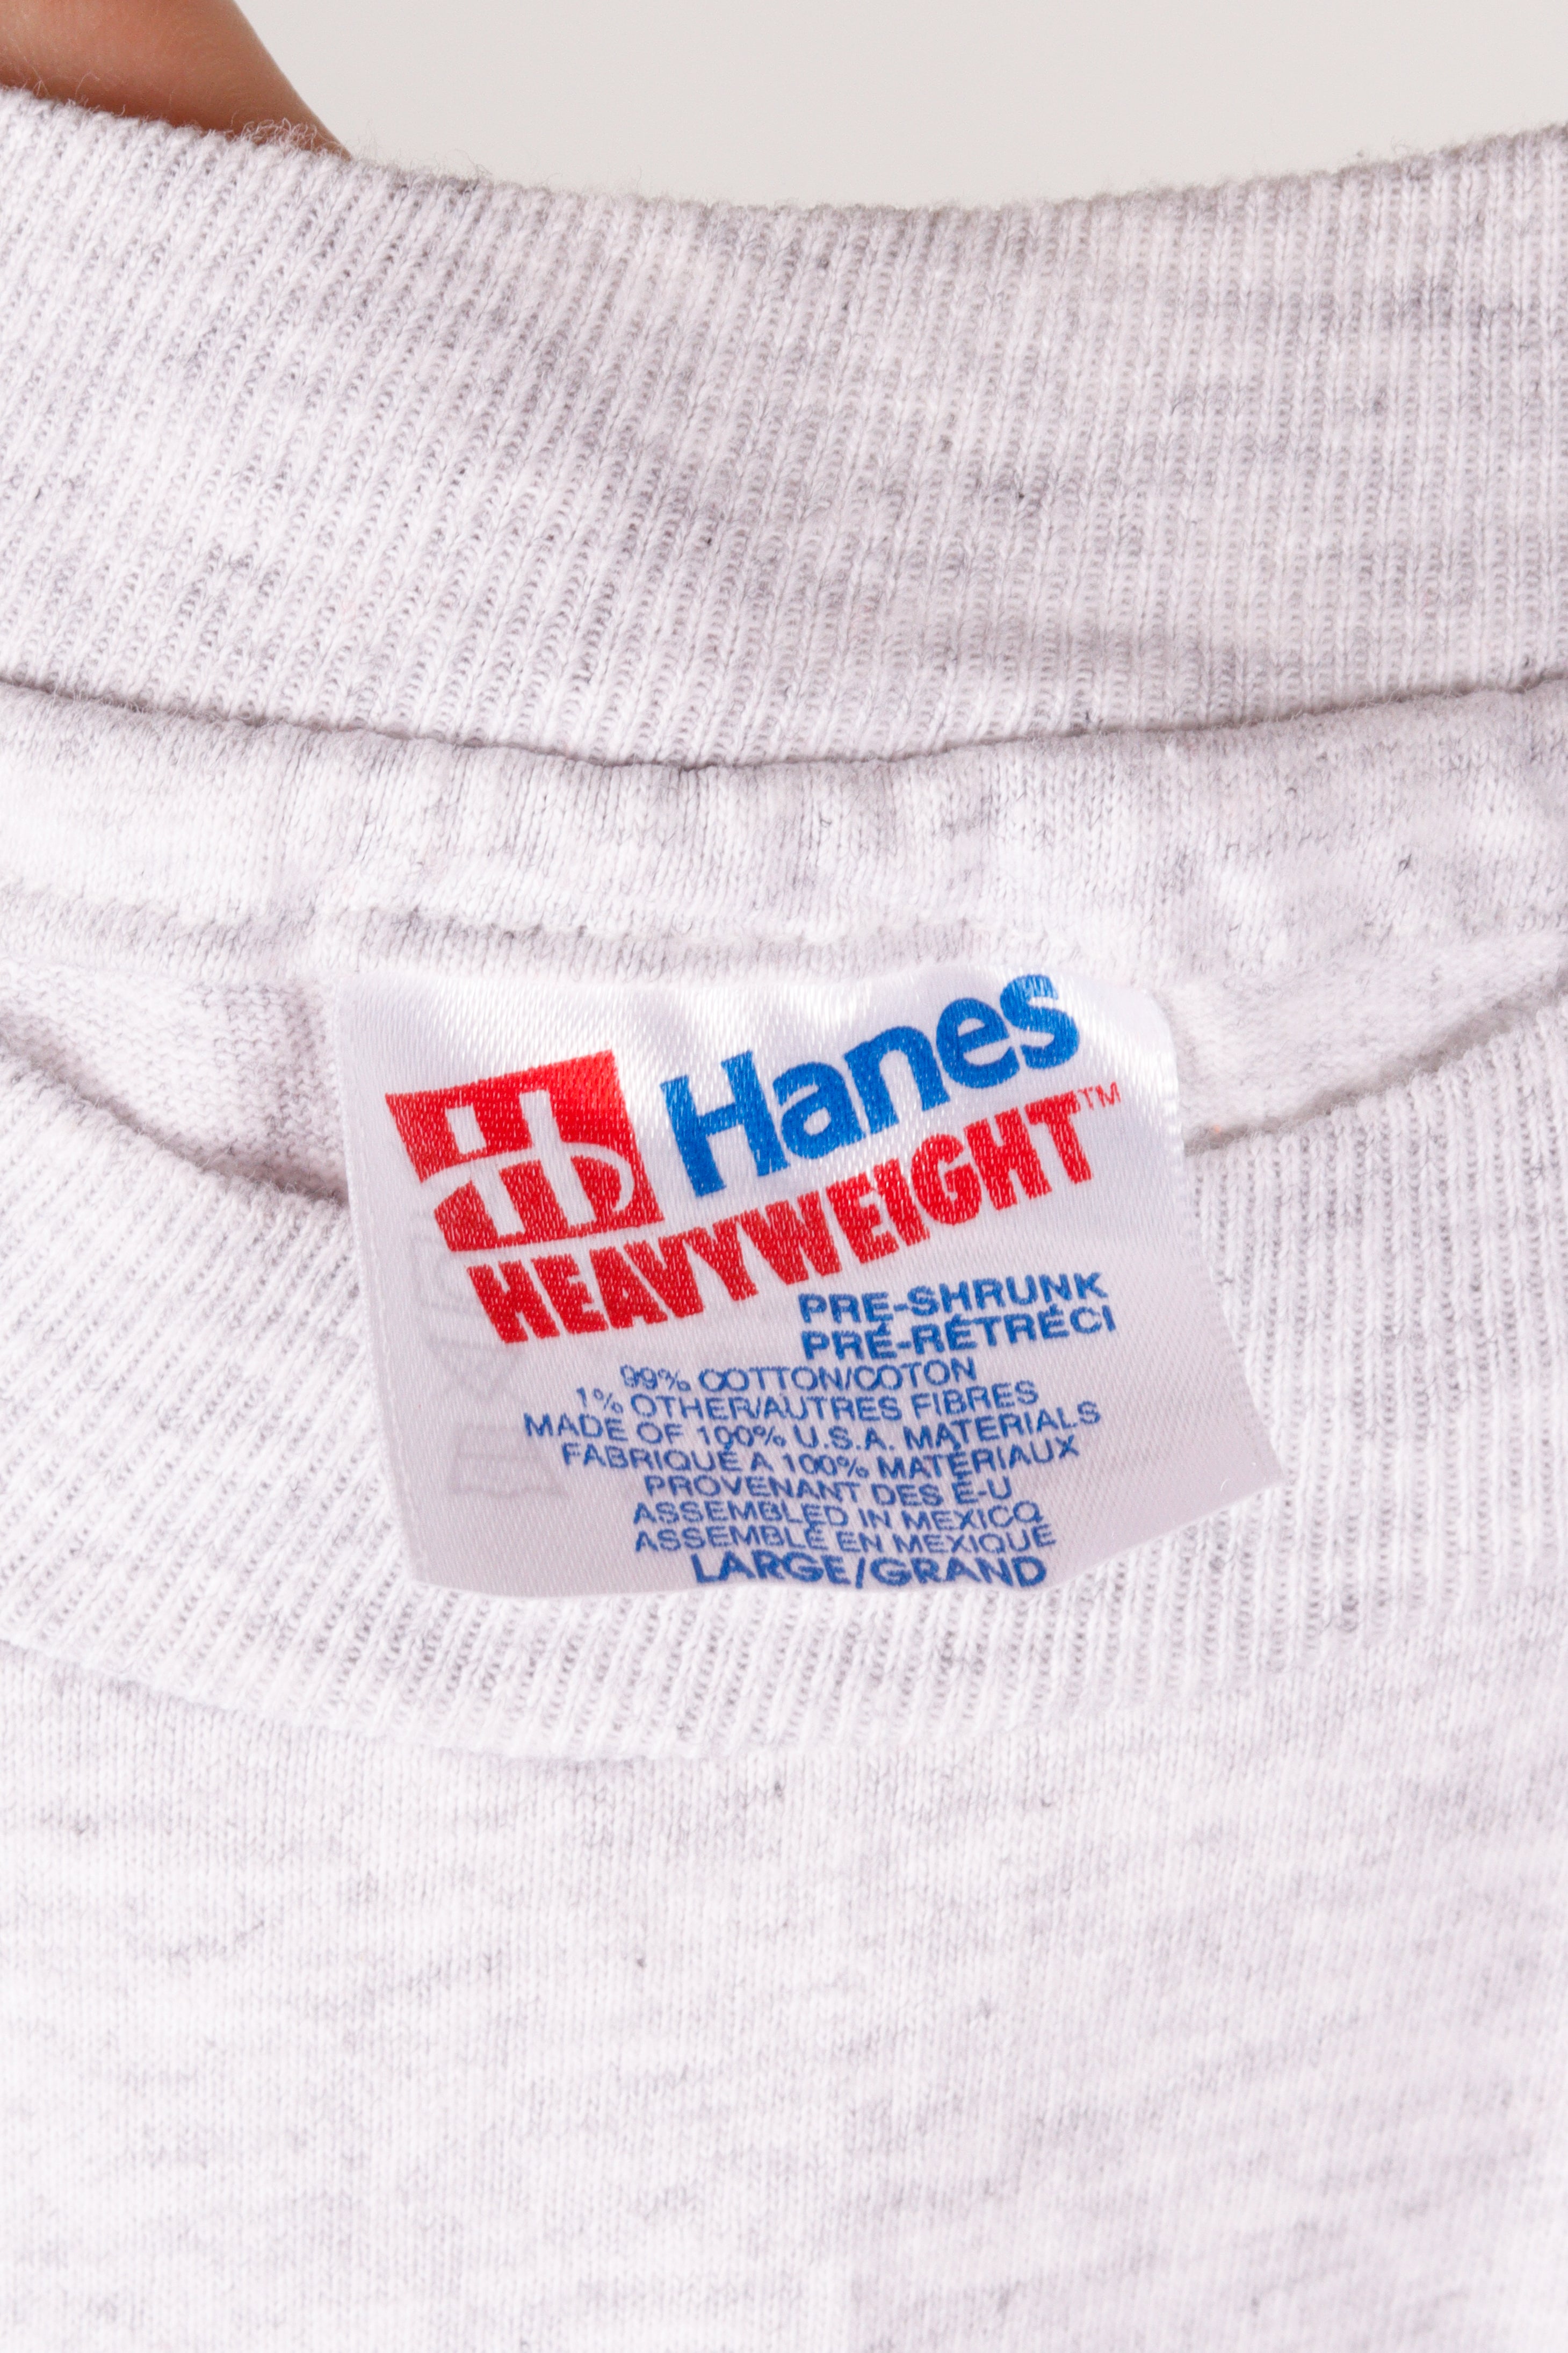 Hanes
HEAVYWEIGHT™
PRE-SHRUNK
PRÉ-RÉTRÉCI
99% COTTON/COTON
1% OTHER/AUTRES FIBRES
MADE OF 100% U.S.A. MATERIALS
FABRIQUÉ A 100% MATÉRIAUX
PROVENANT DES É-U
ASSEMBLED IN MEXICO
ASSEMBLÉ EN MEXIQUE
LARGE/GRAND